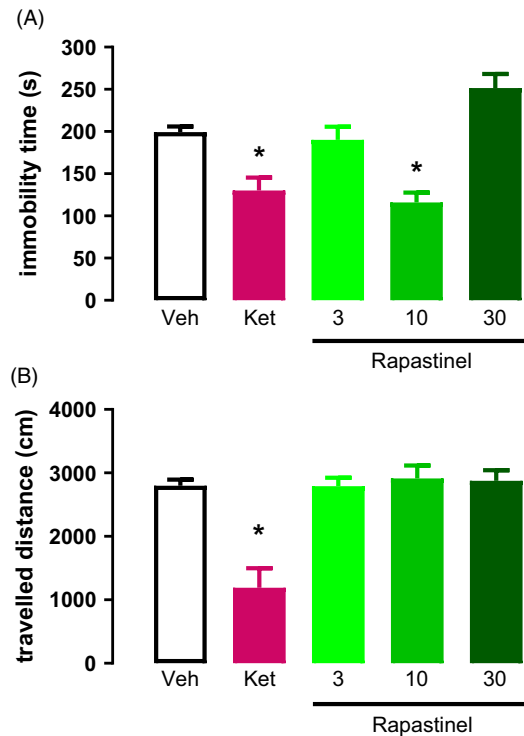 (A)
300
250
200
150
100
50
0
immobility time (s)
*
*
Veh Ket 3 10 30
Rapastinel
(B)
4000
3000
2000
1000
0
travelled distance (cm)
*
Veh Ket 3 10 30
Rapastinel